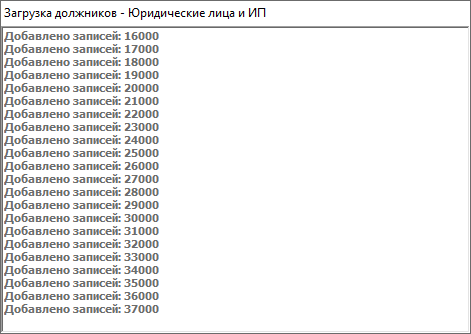 Загрузка должников - Юридические лица и ИП
Добавлено записей: 16000
Добавлено записей: 17000
Добавлено записей: 18000
Добавлено записей: 19000
Добавлено записей: 20000
Добавлено записей: 21000
Добавлено записей: 22000
Добавлено записей: 23000
Добавлено записей: 24000
Добавлено записей: 25000
Добавлено записей: 26000
Добавлено записей: 27000
Добавлено записей: 28000
Добавлено записей: 29000
Добавлено записей: 30000
Добавлено записей: 31000
Добавлено записей: 32000
Добавлено записей: 33000
Добавлено записей: 34000
Добавлено записей: 35000
Добавлено записей: 36000
Добавлено записей: 37000